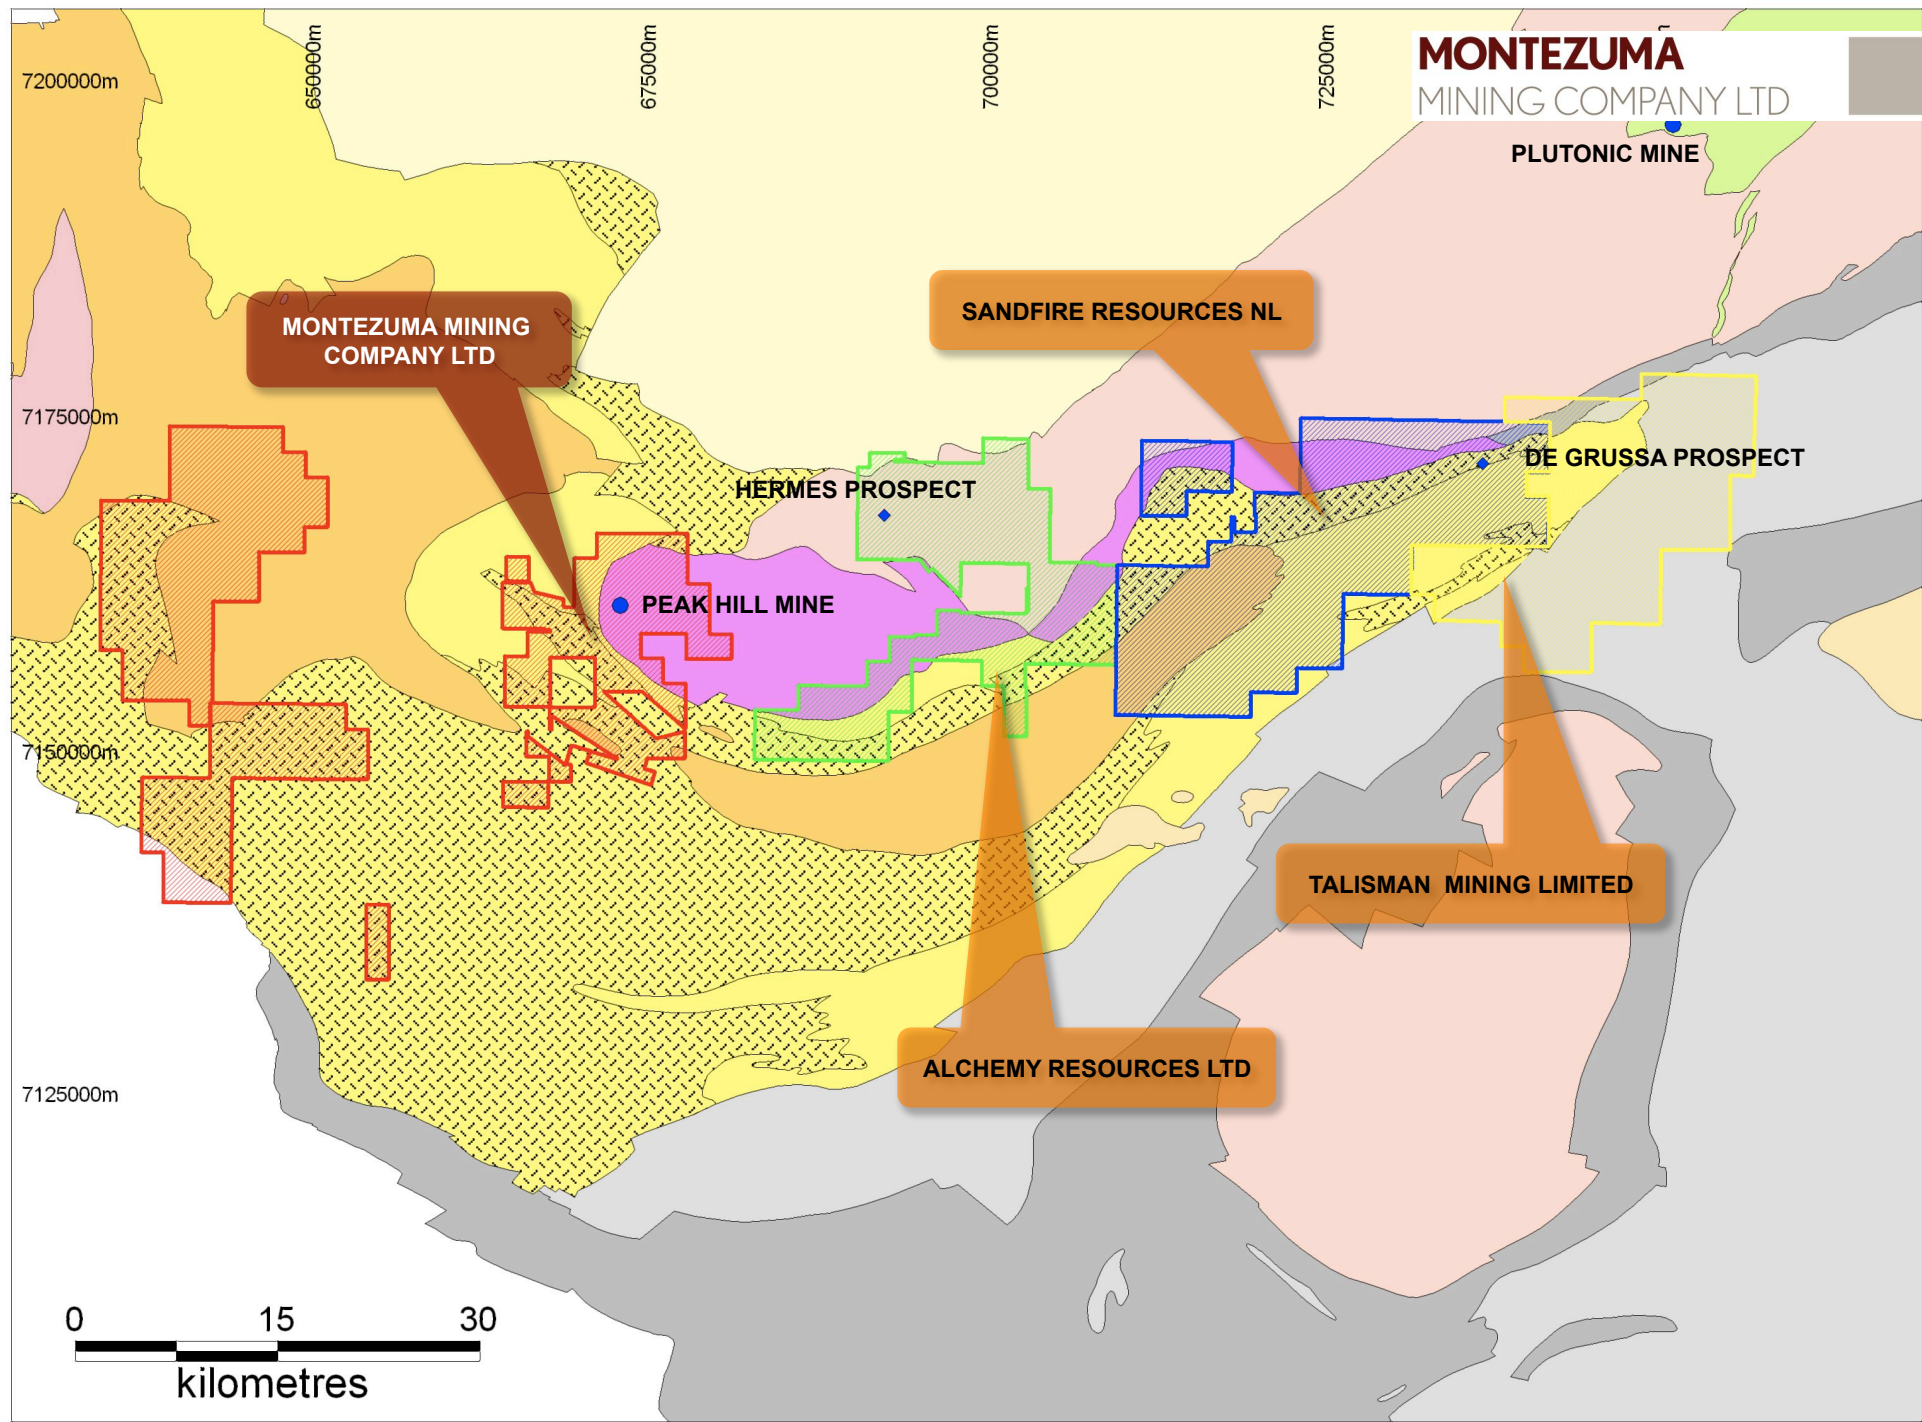 650000m
675000m
700000m
725000m
MONTEZUMA
MINING COMPANY LTD
7200000m
PLUTONIC MINE
SANDFIRE RESOURCES NL
MONTEZUMA MINING
COMPANY LTD
7175000m
DE GRUSSA PROSPECT
HERMES PROSPECT
PEAK HILL MINE
7150000m
TALISMAN MINING LIMITED
ALCHEMY RESOURCES LTD
7125000m
0 15 30
kilometres